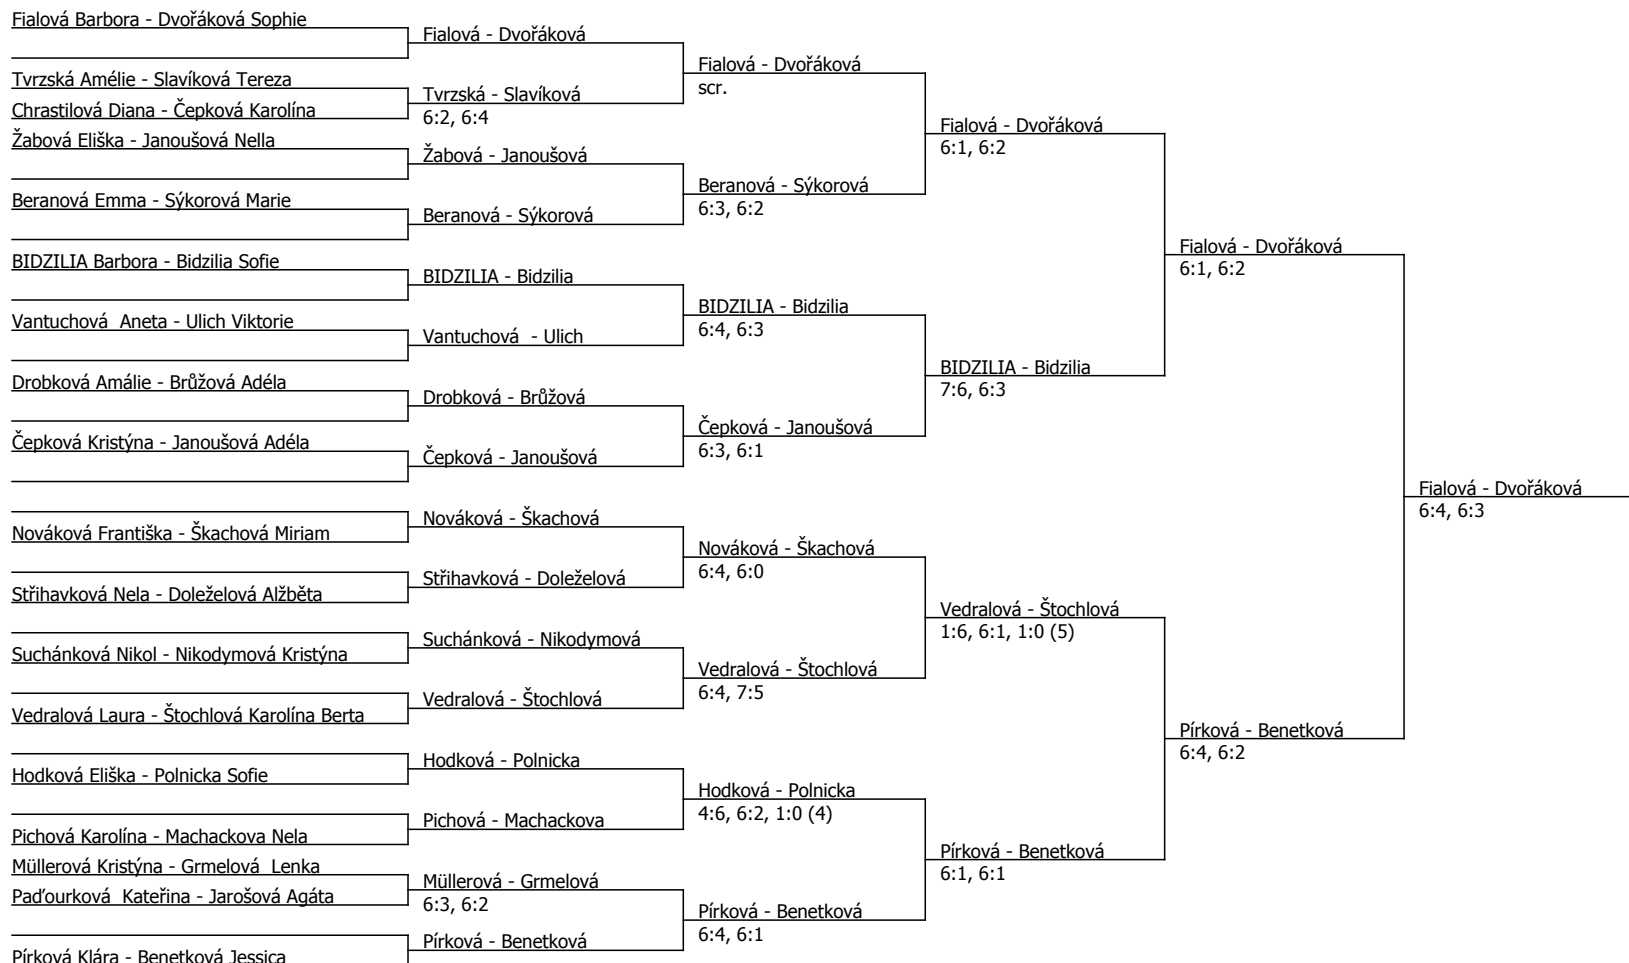 Fialová Barbora - Dvořáková Sophie
Tvrzská Amélie - Slavíková Tereza
Chrastilová Diana - Čepková Karolína
Žabová Eliška - Janoušová Nella
Beranová Emma - Sýkorová Marie
BIDZILIA Barbora - Bidzilia Sofie
Vantuchová  Aneta - Ulich Viktorie
Drobková Amálie - Brůžová Adéla
Čepková Kristýna - Janoušová Adéla
Nováková Františka - Škachová Miriam
Střihavková Nela - Doleželová Alžběta
Suchánková Nikol - Nikodymová Kristýna
Vedralová Laura - Štochlová Karolína Berta
Hodková Eliška - Polnicka Sofie
Pichová Karolína - Machackova Nela
Müllerová Kristýna - Grmelová  Lenka
Paďourková  Kateřina - Jarošová Agáta
Pírková Klára - Benetková Jessica
Fialová - Dvořáková
Tvrzská - Slavíková
6:2, 6:4
Žabová - Janoušová
Beranová - Sýkorová
BIDZILIA - Bidzilia
Vantuchová  - Ulich
Drobková - Brůžová
Čepková - Janoušová
Nováková - Škachová
Střihavková - Doleželová
Suchánková - Nikodymová
Vedralová - Štochlová
Hodková - Polnicka
Pichová - Machackova
Müllerová - Grmelová
6:3, 6:2
Pírková - Benetková
Fialová - Dvořáková
scr.
Beranová - Sýkorová
6:3, 6:2
BIDZILIA - Bidzilia
6:4, 6:3
Čepková - Janoušová
6:3, 6:1
Nováková - Škachová
6:4, 6:0
Vedralová - Štochlová
6:4, 7:5
Hodková - Polnicka
4:6, 6:2, 1:0 (4)
Pírková - Benetková
6:4, 6:1
Fialová - Dvořáková
6:1, 6:2
BIDZILIA - Bidzilia
7:6, 6:3
Vedralová - Štochlová
1:6, 6:1, 1:0 (5)
Pírková - Benetková
6:1, 6:1
Fialová - Dvořáková
6:1, 6:2
Pírková - Benetková
6:4, 6:2
Fialová - Dvořáková
6:4, 6:3